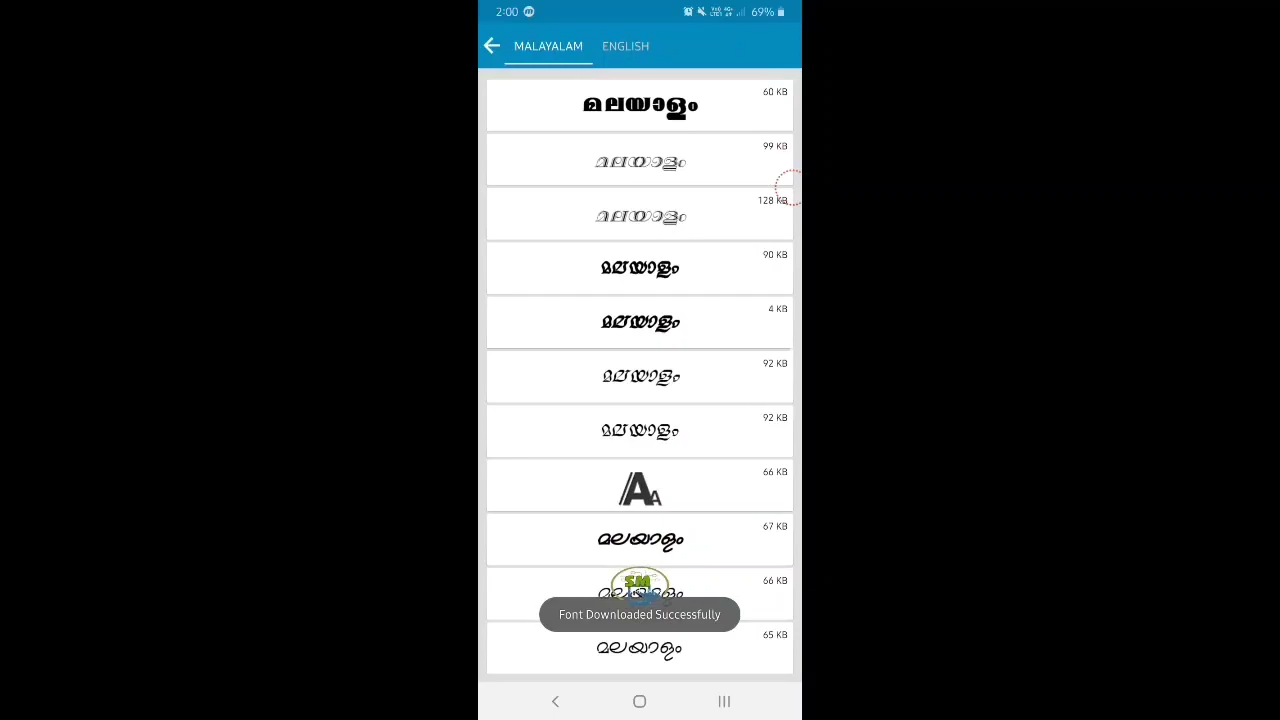 2:00
69%
MALAYALAM ENGLISH
60 KB
മലയാളം
99 KB
മലയാളം
128 KB
മലയാളം
90 KB
മലയാളം
4 KB
മലയാളം
92 KB
മലയാളം
92 KB
മലയാളം
66 KB
AA
67 KB
മലയാളം
66 KB
SM
Font Downloaded Successfully
65 KB
മലയാളം